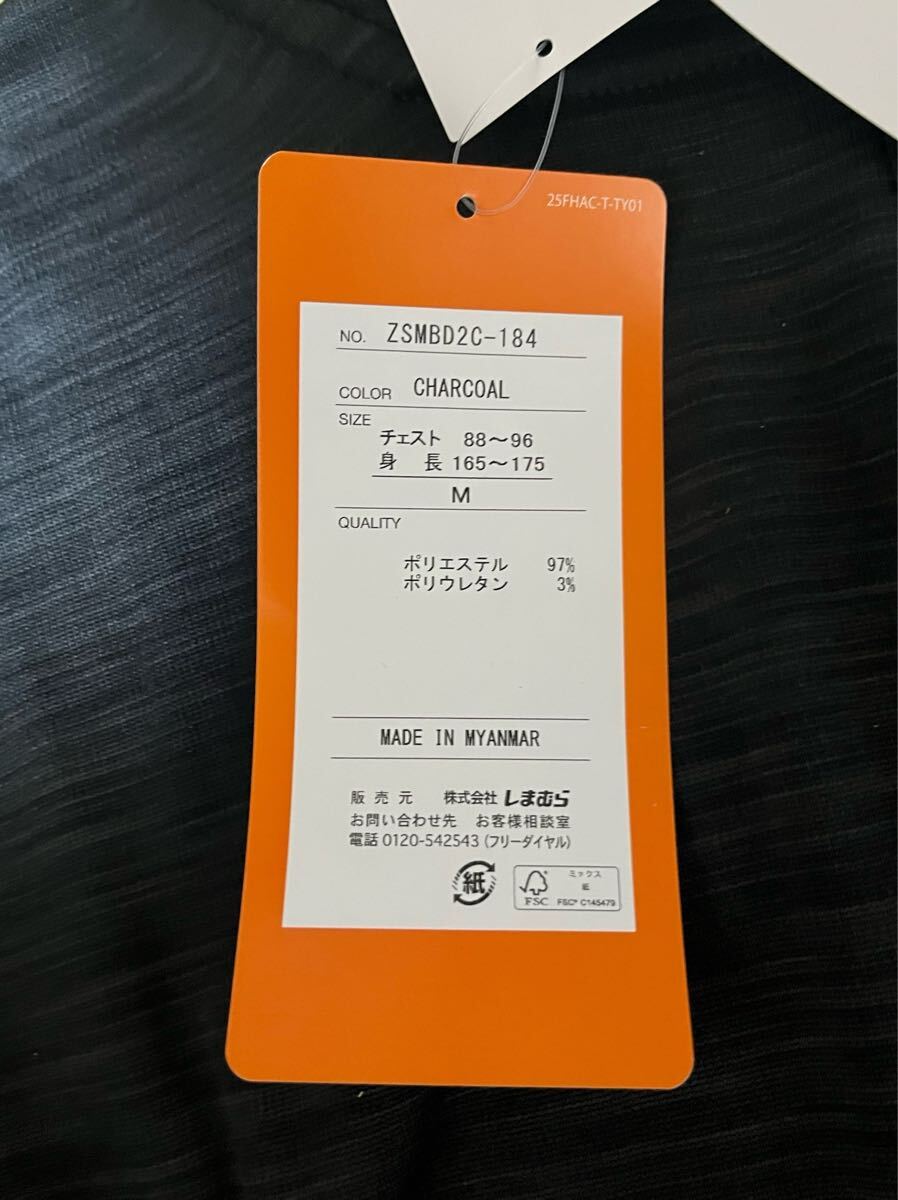 25FHAC-T-TY01
NO. ZSMBD2C-184
COLOR CHARCOAL
SIZE
チェスト 88～96
身 長 165～175
M
QUALITY
ポリエステル 97%
ポリウレタン 3%
MADE IN MYANMAR
販売元 株式会社 しまむら
お問い合わせ先 お客様相談室
電話 0120-542543 (フリーダイヤル)
紙
ミックス
紙
FSC FSC® C145479